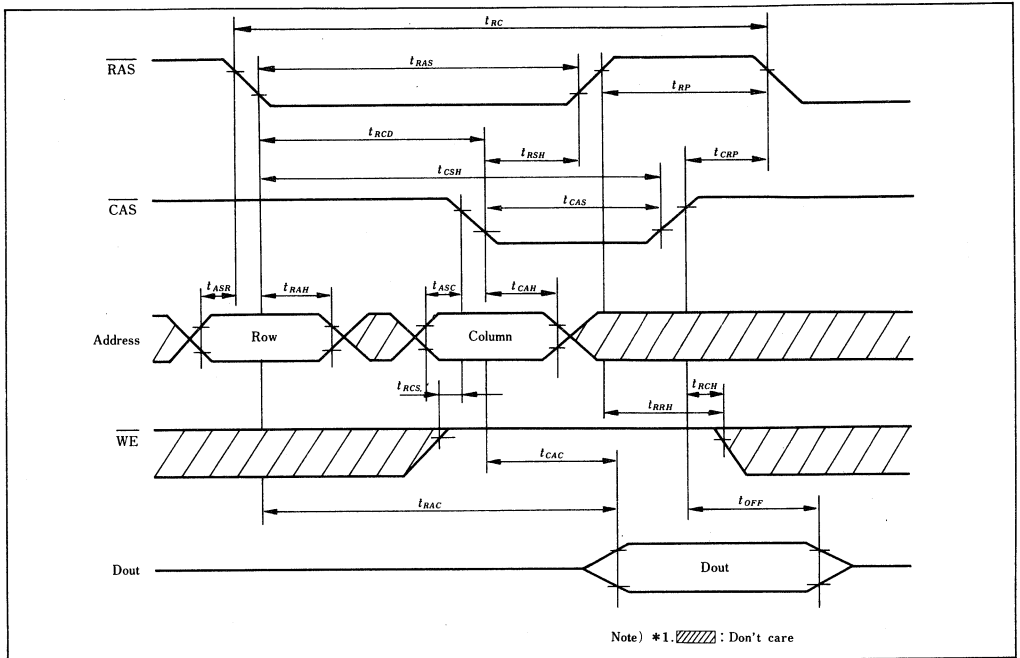 tRC
RAS
tRAS
tRP
tRCD
tRSH
tCRP
tCSH
CAS
tCAS
tASR
tRAH
tASC
tCAH
Address
Row
Column
tRCS
tRCH
tRRH
WE
tCAC
tRAC
tOFF
Dout
Dout
Note) *1. : Don't care